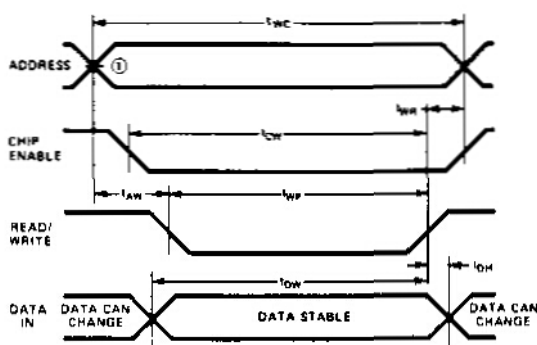 tWC
ADDRESS
①
tWR
CHIP
ENABLE
tCW
tAW
tWP
READ/
WRITE
tDW
tDH
DATA
IN
DATA CAN
CHANGE
DATA STABLE
DATA CAN
CHANGE